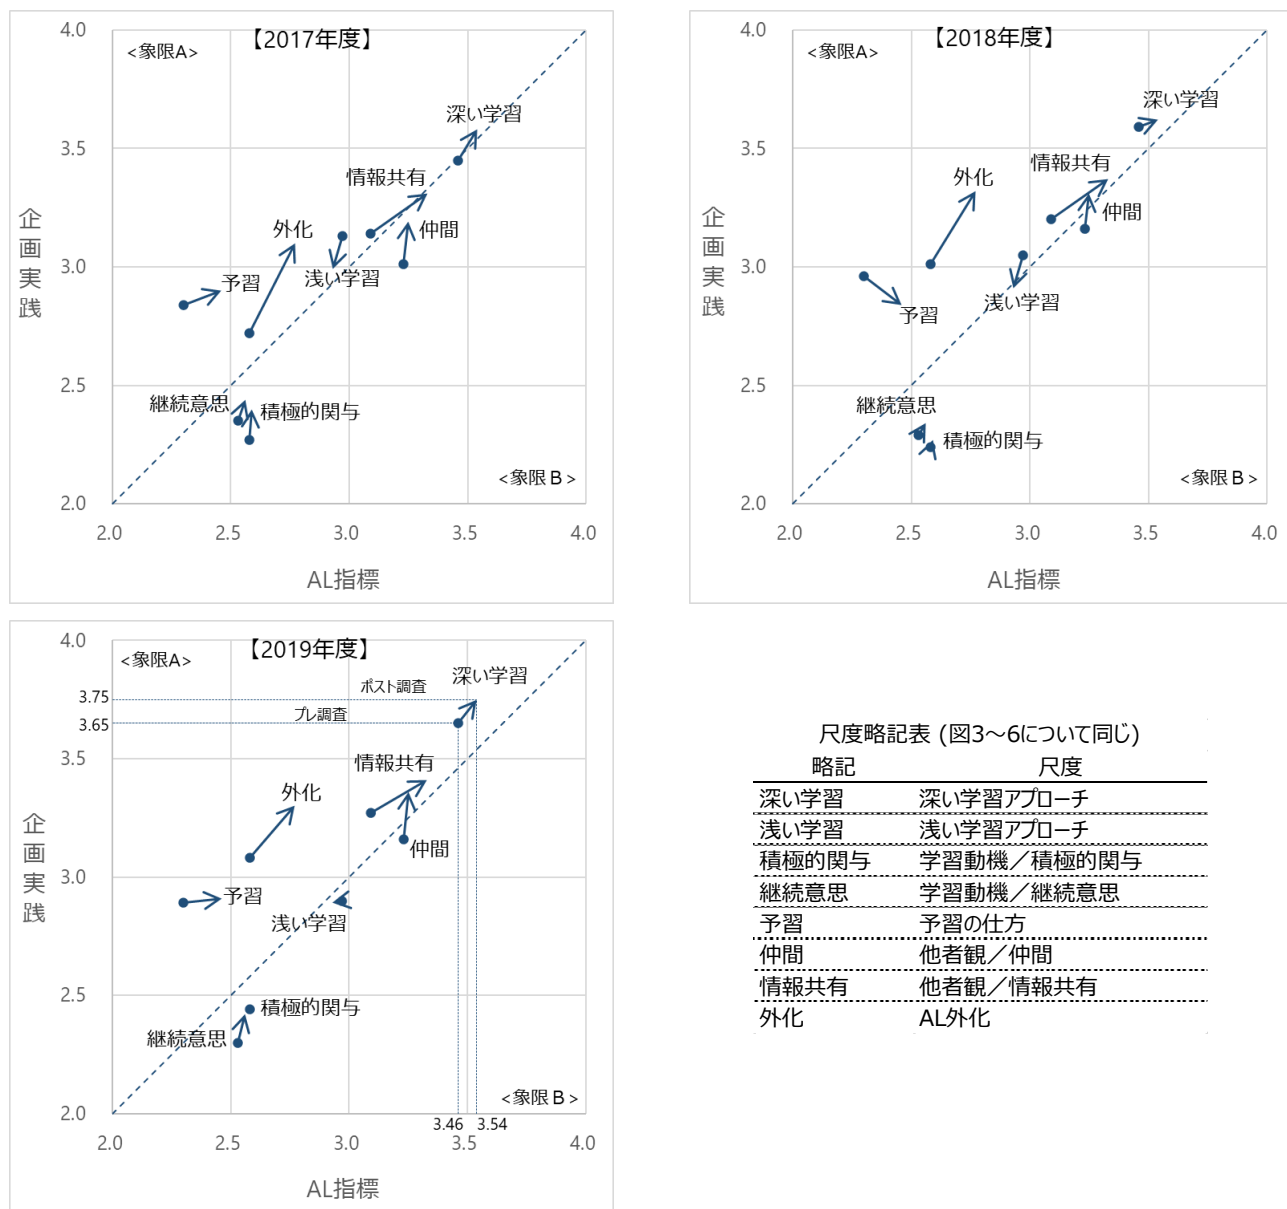 【2017年度】
<象限A>
4.0
3.5
3.0
2.5
2.0
企画実践
深い学習
情報共有
仲間
外化
浅い学習
予習
継続意思
積極的関与
<象限Ｂ>
2.0 2.5 3.0 3.5 4.0
AL指標
【2018年度】
<象限A>
4.0
3.5
3.0
2.5
2.0
企画実践
深い学習
情報共有
外化
仲間
浅い学習
予習
継続意思
積極的関与
<象限Ｂ>
2.0 2.5 3.0 3.5 4.0
AL指標
【2019年度】
<象限A>
4.0
3.75
3.65
3.5
3.0
2.5
2.0
企画実践
深い学習
ポスト調査
プレ調査
情報共有
外化
仲間
予習
浅い学習
積極的関与
継続意思
<象限Ｂ>
3.46 3.54
2.0 2.5 3.0 3.5 4.0
AL指標
尺度略記表 (図3～6について同じ)
略記 尺度
深い学習 深い学習アプローチ
浅い学習 浅い学習アプローチ
積極的関与 学習動機／積極的関与
継続意思 学習動機／継続意思
予習 予習の仕方
仲間 他者観／仲間
情報共有 他者観／情報共有
外化 AL外化